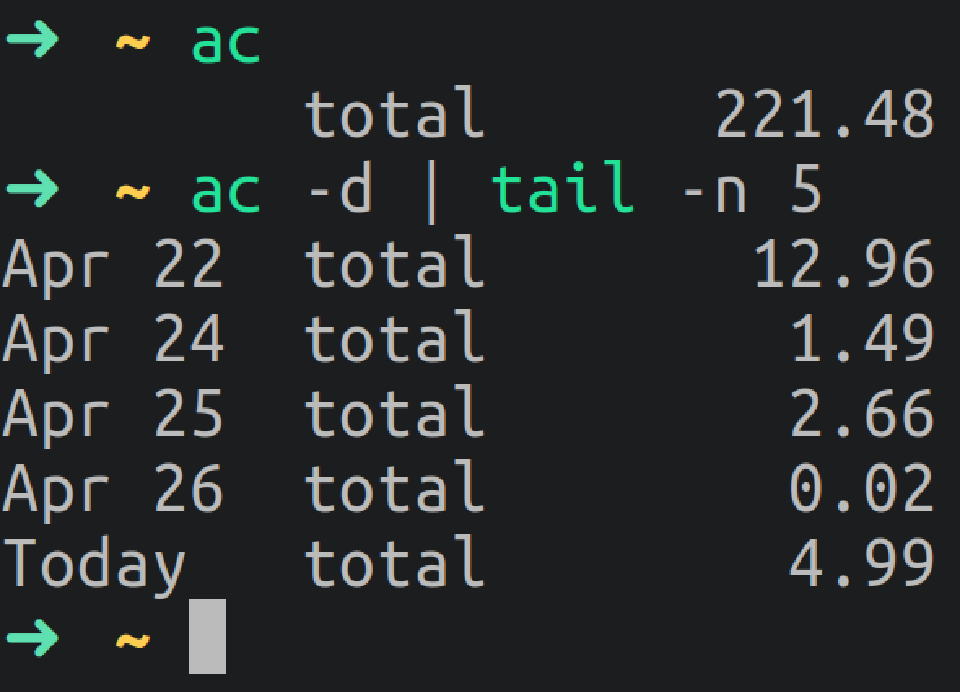 ➜ ~ ac
total 221.48
➜ ~ ac -d | tail -n 5
Apr 22 total 12.96
Apr 24 total 1.49
Apr 25 total 2.66
Apr 26 total 0.02
Today total 4.99
➜ ~